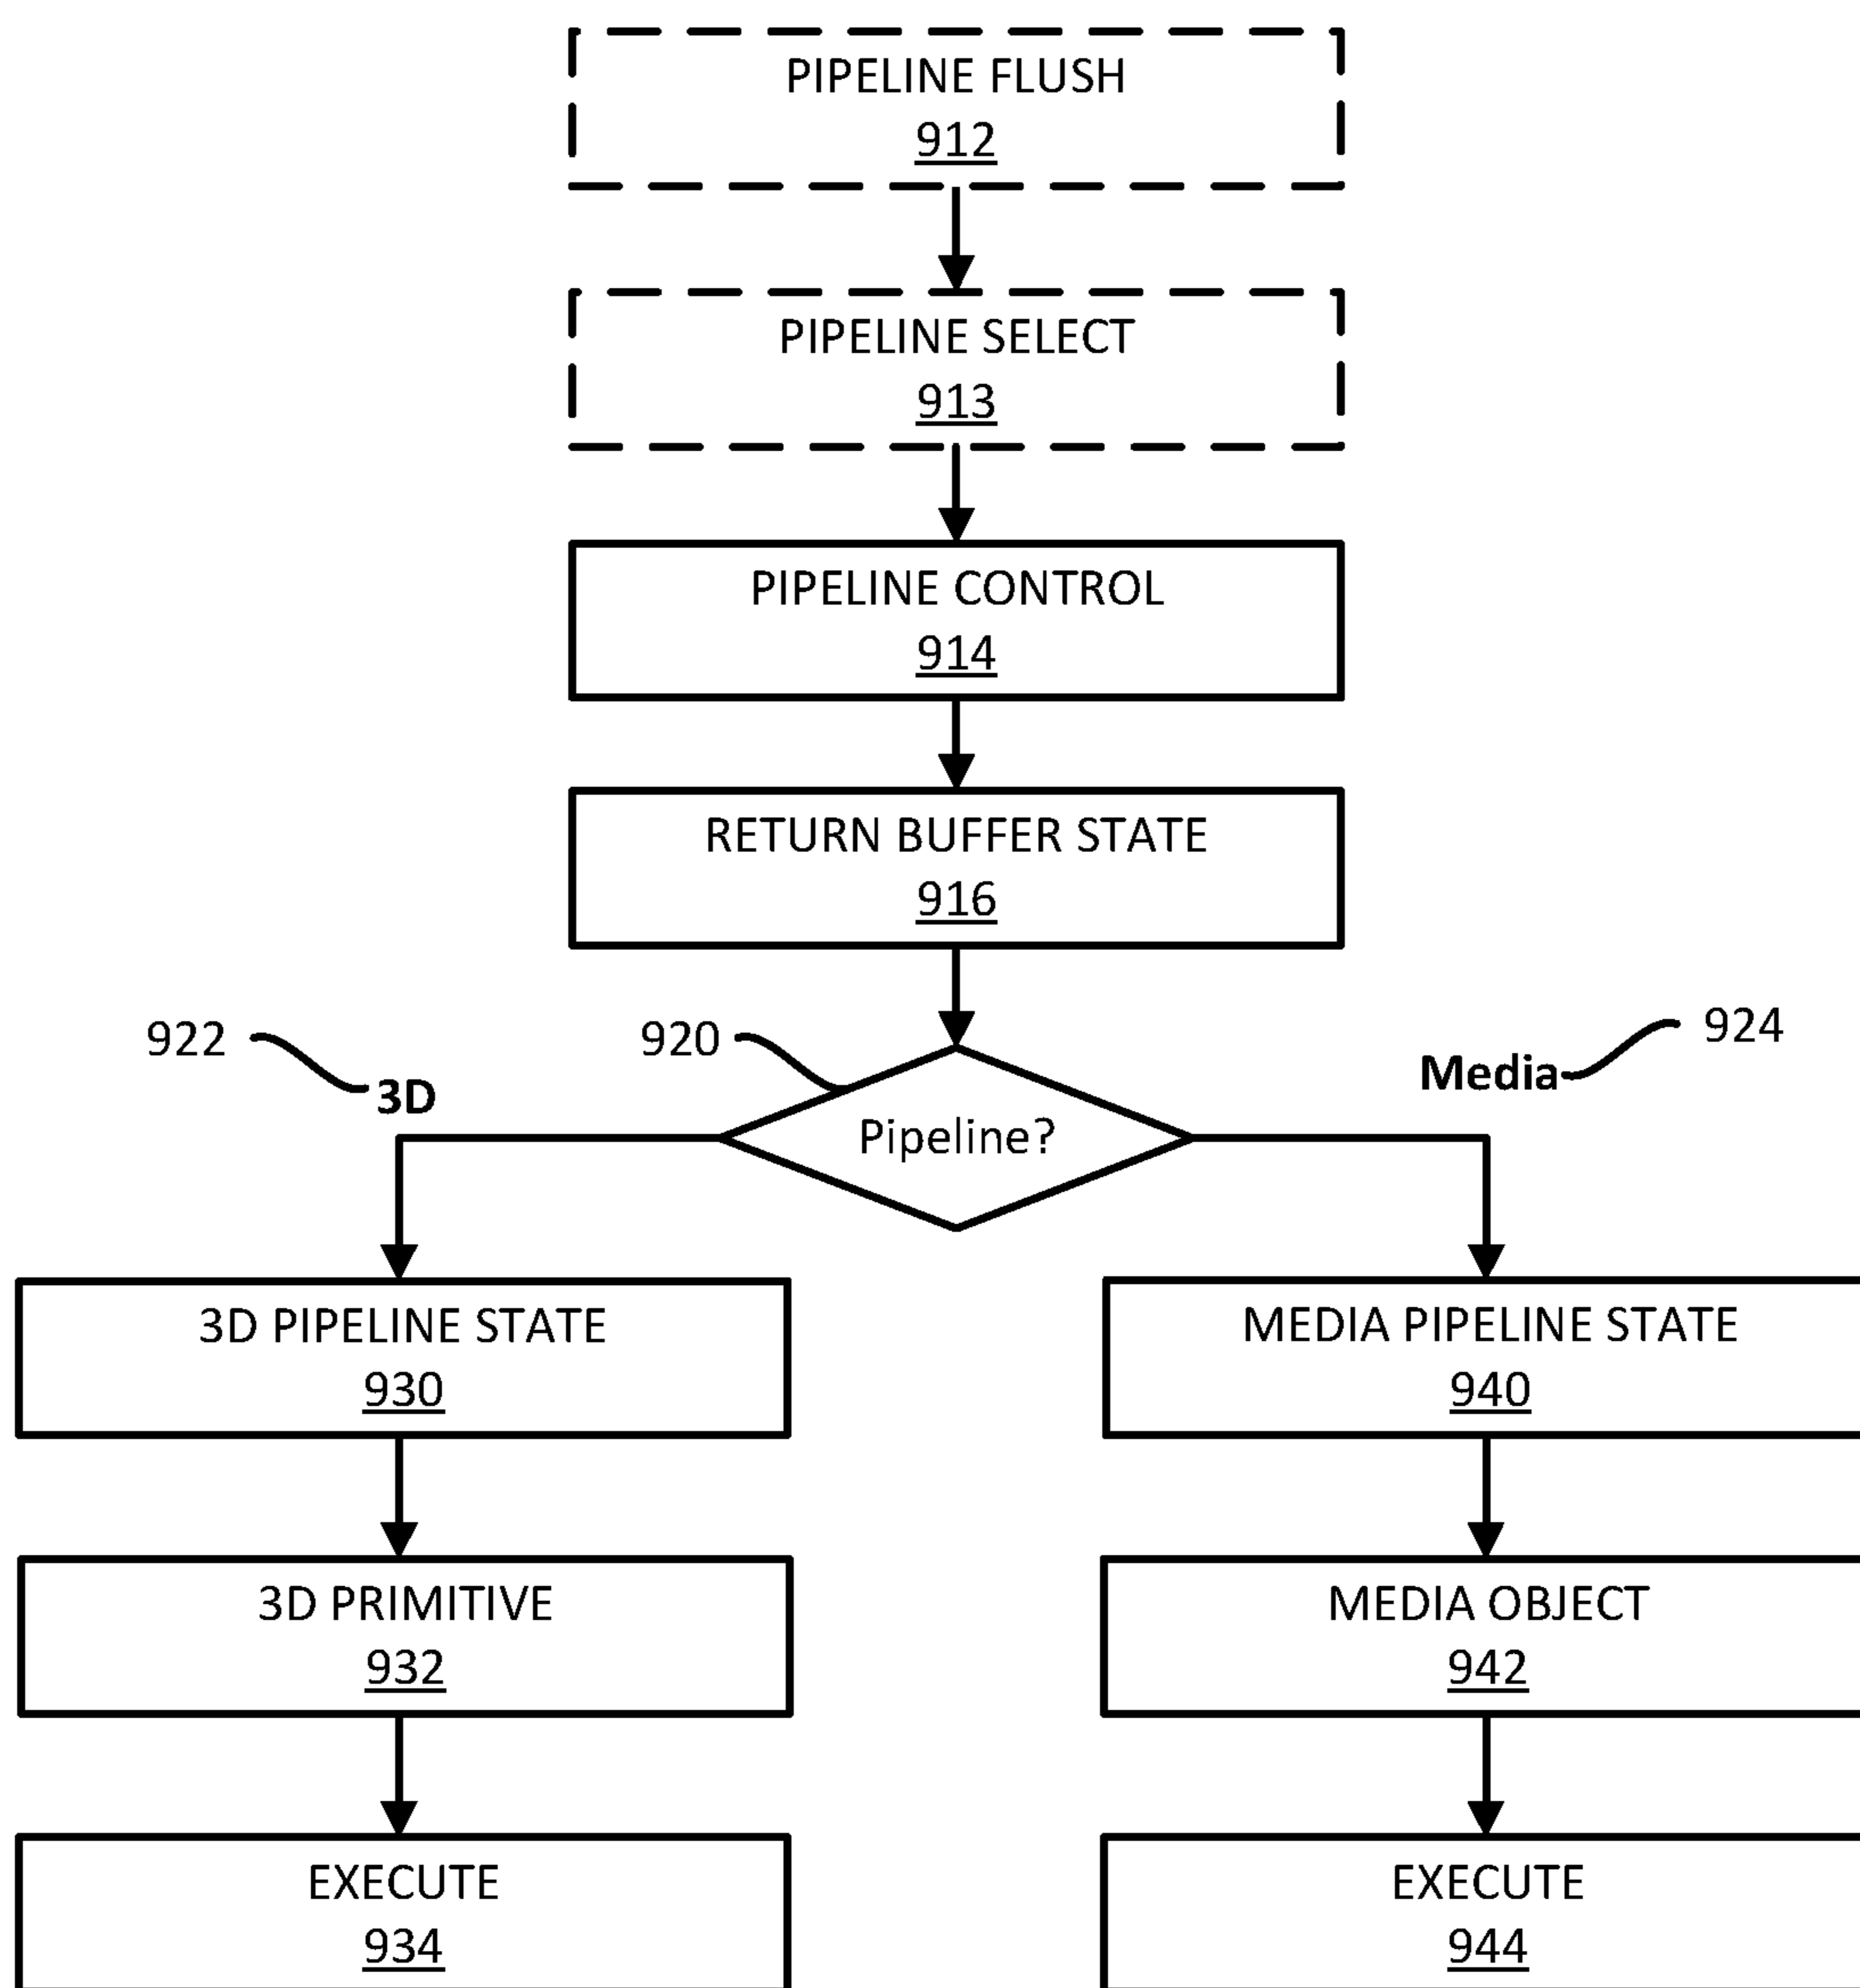 PIPELINE FLUSH
912
PIPELINE SELECT
913
PIPELINE CONTROL
914
RETURN BUFFER STATE
916
922
920
924
3D
Media
Pipeline?
3D PIPELINE STATE
930
MEDIA PIPELINE STATE
940
3D PRIMITIVE
932
MEDIA OBJECT
942
EXECUTE
934
EXECUTE
944